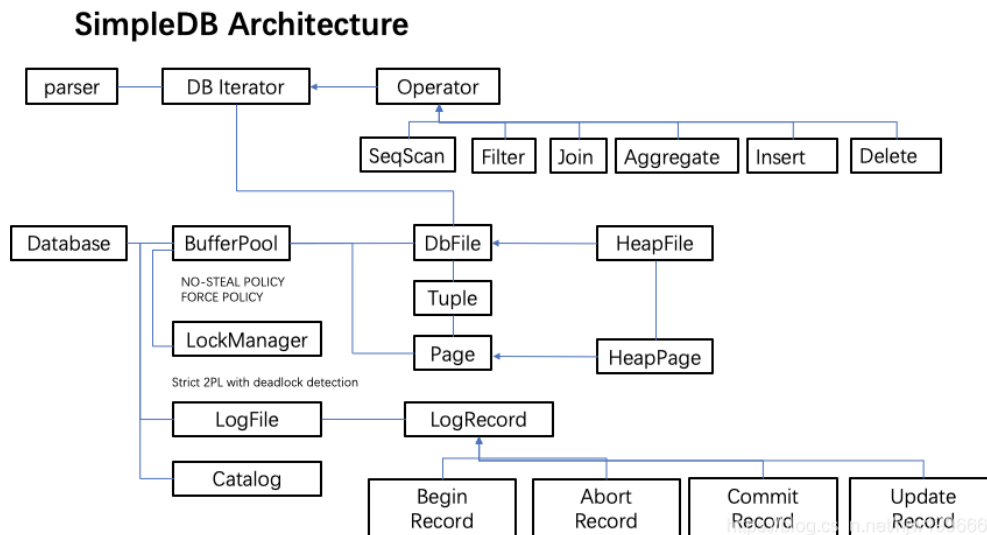 SimpleDB Architecture
parser
DB Iterator
Operator
SeqScan
Filter
Join
Aggregate
Insert
Delete
Database
BufferPool
DbFile
HeapFile
NO-STEAL POLICY
FORCE POLICY
Tuple
LockManager
Page
HeapPage
Strict 2PL with deadlock detection
LogFile
LogRecord
Catalog
Begin
Record
Abort
Record
Commit
Record
Update
Record